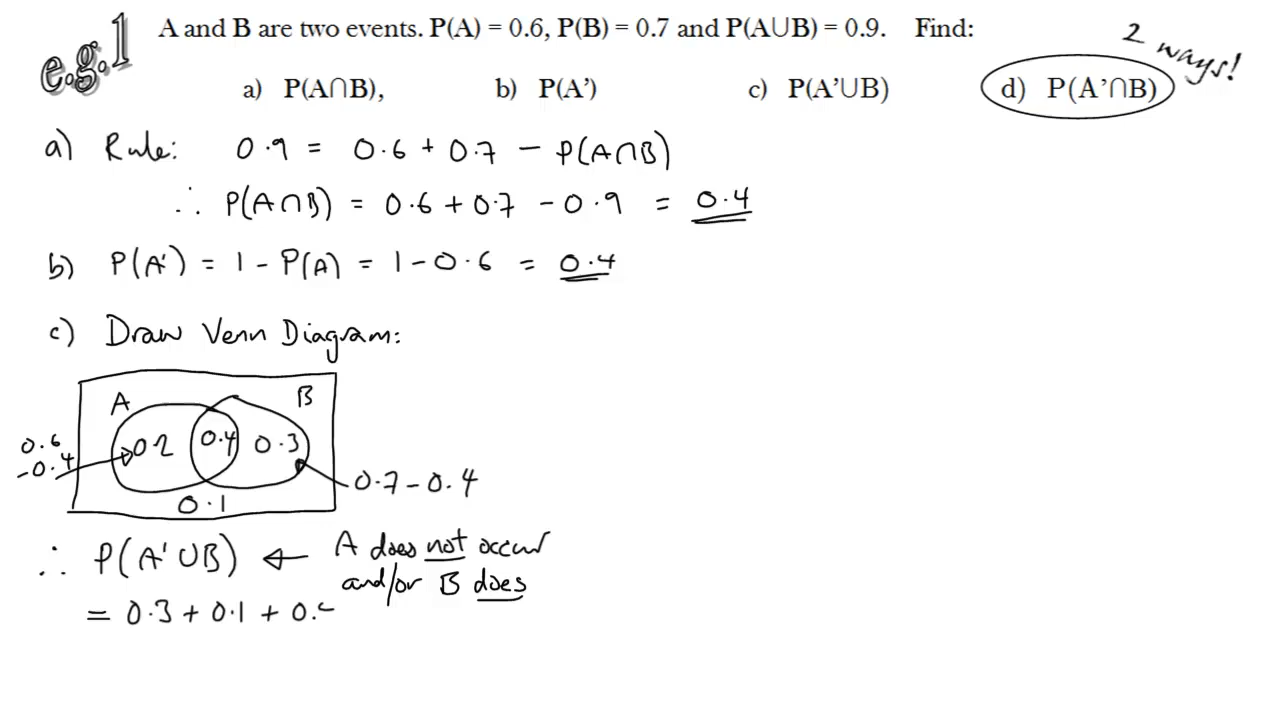 e.g.1
A and B are two events. P(A) = 0.6, P(B) = 0.7 and P(A∪B) = 0.9. Find:
2 ways!
a) P(A∩B), b) P(A’) c) P(A’∪B) d) P(A’∩B)
a) Rule: 0.9 = 0.6 + 0.7 − P(A∩B)
∴ P(A∩B) = 0.6 + 0.7 − 0.9 = 0.4
b) P(A') = 1 − P(A) = 1 − 0.6 = 0.4
c) Draw Venn Diagram:
A B
0.6
−0.4
0.2 0.4 0.3
0.7 − 0.4
0.1
∴ P(A' ∪B) ← A does not occur
and/or B does
= 0.3 + 0.1 + 0.